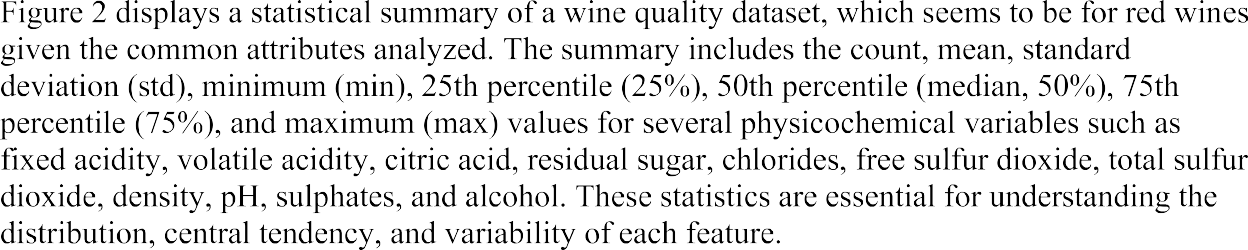 Figure 2 displays a statistical summary of a wine quality dataset, which seems to be for red wines
given the common attributes analyzed. The summary includes the count, mean, standard
deviation (std), minimum (min), 25th percentile (25%), 50th percentile (median, 50%), 75th
percentile (75%), and maximum (max) values for several physicochemical variables such as
fixed acidity, volatile acidity, citric acid, residual sugar, chlorides, free sulfur dioxide, total sulfur
dioxide, density, pH, sulphates, and alcohol. These statistics are essential for understanding the
distribution, central tendency, and variability of each feature.